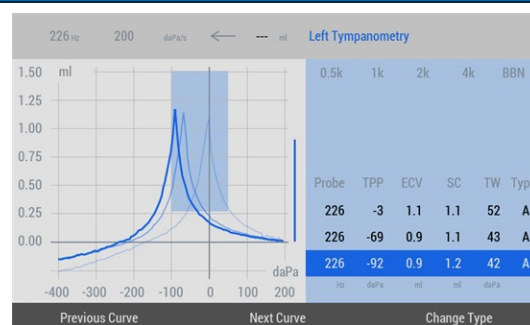 226 Hz 200 daPa/s --- ml Left Tympanometry
0.5k 1k 2k 4k BBN
1.50 ml
1.25
1.00
0.75
0.50
0.25
0.00
daPa
-400 -300 -200 -100 0 100 200
Probe TPP ECV SC TW Typ
226 -3 1.1 1.1 52 A
226 -69 0.9 1.1 43 A
226 -92 0.9 1.2 42 A
Hz daPa ml ml daPa
Previous Curve Next Curve Change Type